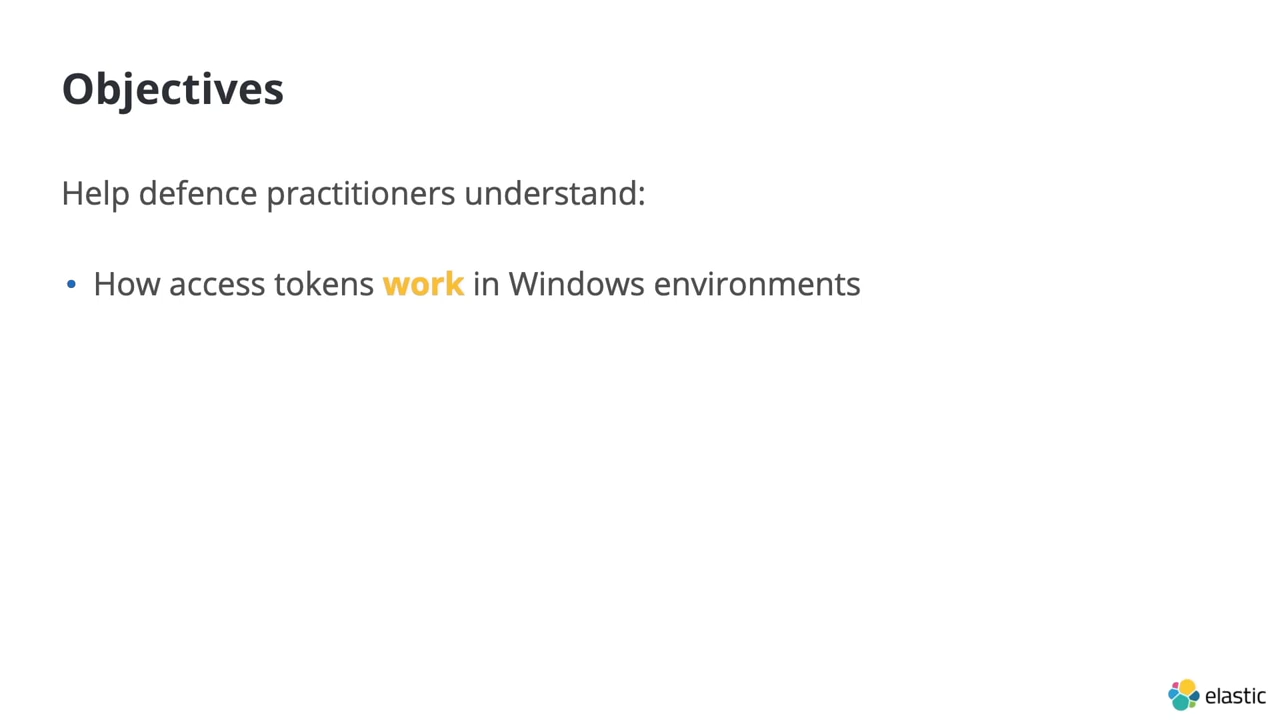 Objectives
Help defence practitioners understand:
• How access tokens work in Windows environments
elastic